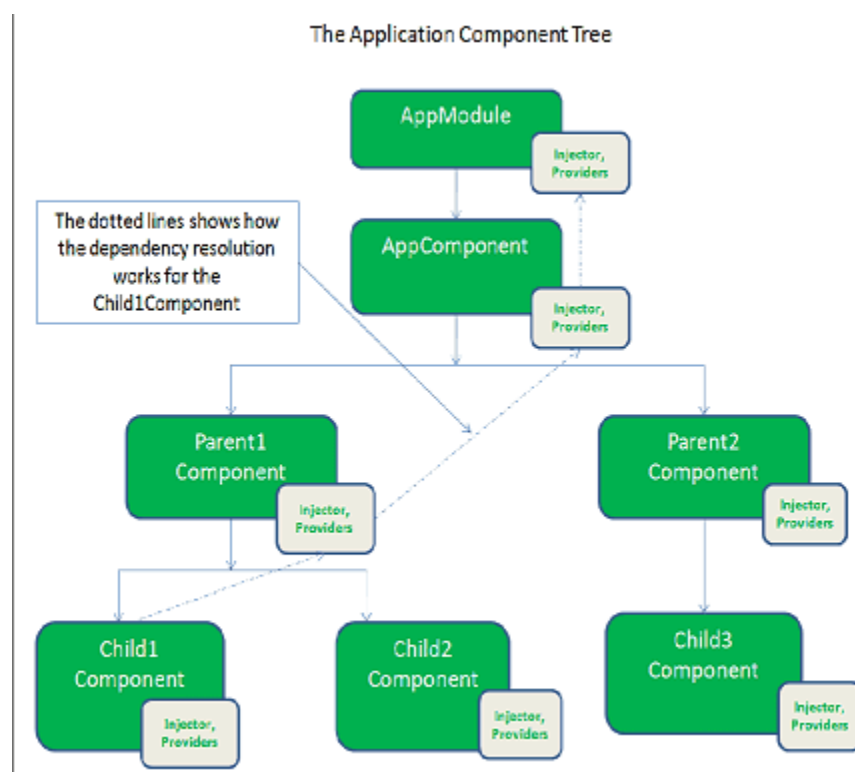 The Application Component Tree
AppModule
Injector,
Providers
The dotted lines shows how
the dependency resolution
works for the
Child1Component
AppComponent
Injector,
Providers
Parent1
Component
Injector,
Providers
Parent2
Component
Injector,
Providers
Child1
Component
Injector,
Providers
Child2
Component
Injector,
Providers
Child3
Component
Injector,
Providers